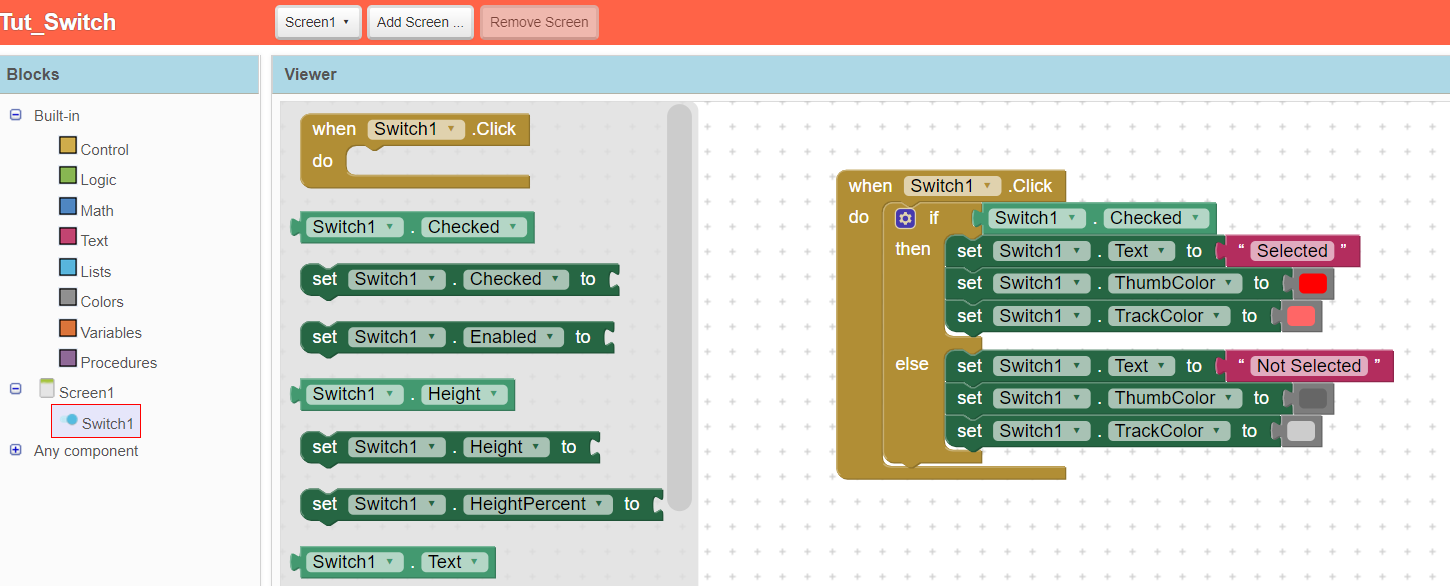 Tut_Switch
Screen1 Add Screen ... Remove Screen
Blocks
Built-in
Control
Logic
Math
Text
Lists
Colors
Variables
Procedures
Screen1
Switch1
Any component
Viewer
when Switch1 .Click
do
Switch1 . Checked
set Switch1 . Checked to
set Switch1 . Enabled to
Switch1 . Height
set Switch1 . Height to
set Switch1 . HeightPercent to
Switch1 . Text
when Switch1 .Click
do if Switch1 . Checked
then set Switch1 . Text to “ Selected ”
set Switch1 . ThumbColor to
set Switch1 . TrackColor to
else set Switch1 . Text to “ Not Selected ”
set Switch1 . ThumbColor to
set Switch1 . TrackColor to